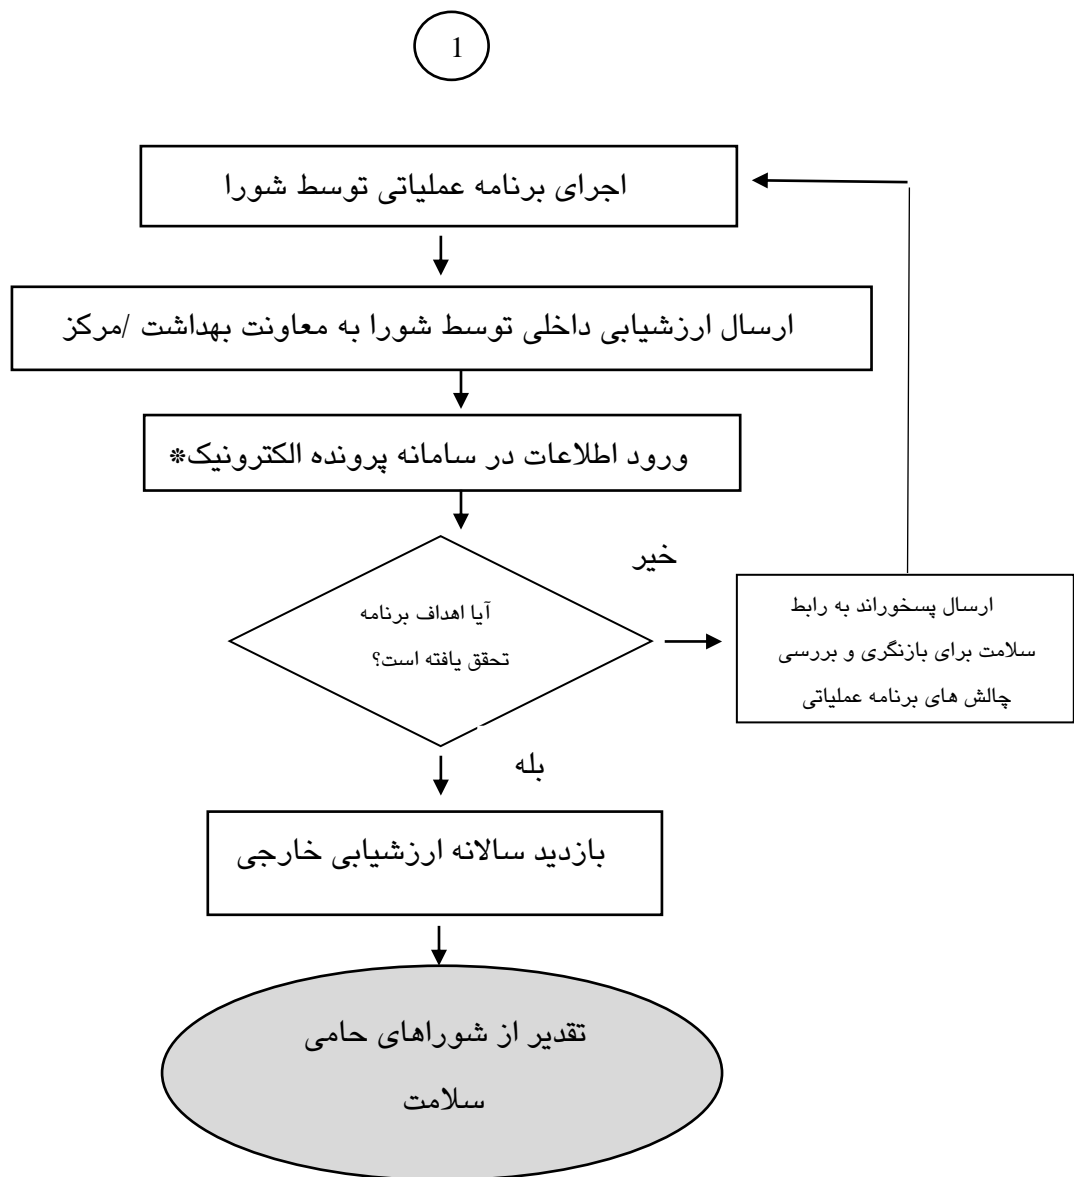 1
اجرای برنامه عملیاتی توسط شورا
ارسال ارزشیابی داخلی توسط شورا به معاونت بهداشت /مرکز
ورود اطلاعات در سامانه پرونده الکترونیک*
خیر
آیا اهداف برنامه
تحقق یافته است؟
ارسال پسخوراند به رابط
سلامت برای بازنگری و بررسی
چالش های برنامه عملیاتی
بله
بازدید سالانه ارزشیابی خارجی
تقدیر از شوراهای حامی
سلامت